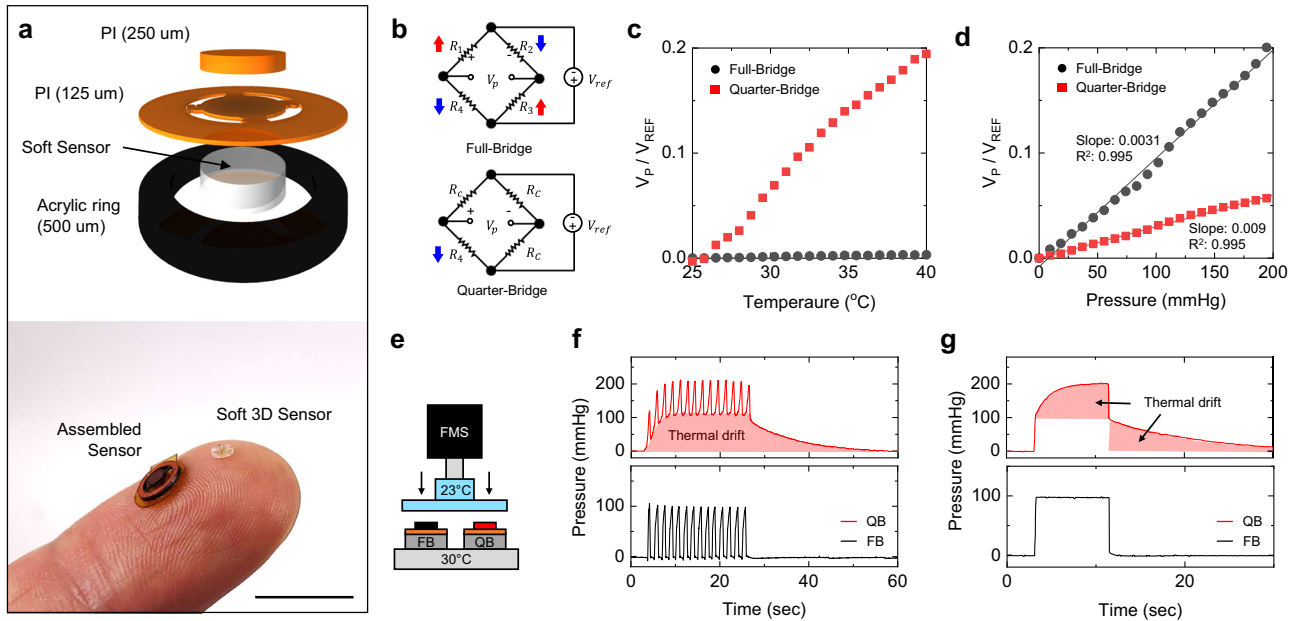 a
PI (250 um)
PI (125 um)
Soft Sensor
Acrylic ring
(500 um)
Assembled
Sensor
Soft 3D Sensor
b
R1
R2
+
Vp
-
R4
R3
-
+
Vref
Full-Bridge
RC
RC
+
Vp
-
R4
RC
-
+
Vref
Quarter-Bridge
c
VP / VREF
0.2
0.1
0.0
Full-Bridge
Quarter-Bridge
25
30
35
40
Temperaure (oC)
d
VP / VREF
0.2
0.1
0.0
Full-Bridge
Quarter-Bridge
Slope: 0.0031
R2: 0.995
Slope: 0.009
R2: 0.995
0
50
100
150
200
Pressure (mmHg)
e
FMS
23°C
FB
QB
30°C
f
Pressure (mmHg)
200
100
0
Thermal drift
100
0
QB
FB
0
20
40
60
Time (sec)
g
Pressure (mmHg)
200
100
0
Thermal drift
100
0
QB
FB
0
20
Time (sec)